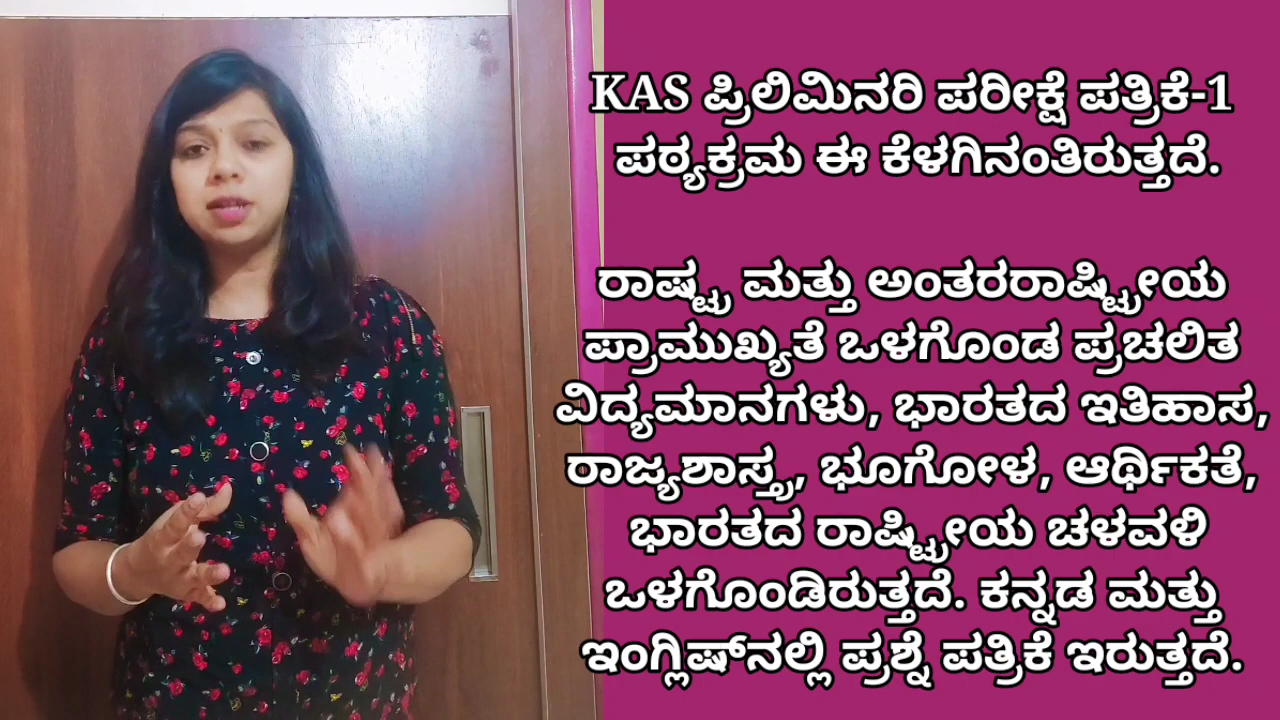 KAS ಪ್ರಿಲಿಮಿನರಿ ಪರೀಕ್ಷೆ ಪತ್ರಿಕೆ-1
ಪಠ್ಯಕ್ರಮ ಈ ಕೆಳಗಿನಂತಿರುತ್ತದೆ.
ರಾಷ್ಟ್ರ ಮತ್ತು ಅಂತರರಾಷ್ಟ್ರೀಯ
ಪ್ರಾಮುಖ್ಯತೆ ಒಳಗೊಂಡ ಪ್ರಚಲಿತ
ವಿದ್ಯಮಾನಗಳು, ಭಾರತದ ಇತಿಹಾಸ,
ರಾಜ್ಯಶಾಸ್ತ್ರ, ಭೂಗೋಳ, ಆರ್ಥಿಕತೆ,
ಭಾರತದ ರಾಷ್ಟ್ರೀಯ ಚಳವಳಿ
ಒಳಗೊಂಡಿರುತ್ತದೆ. ಕನ್ನಡ ಮತ್ತು
ಇಂಗ್ಲಿಷ್‌ನಲ್ಲಿ ಪ್ರಶ್ನೆ ಪತ್ರಿಕೆ ಇರುತ್ತದೆ.